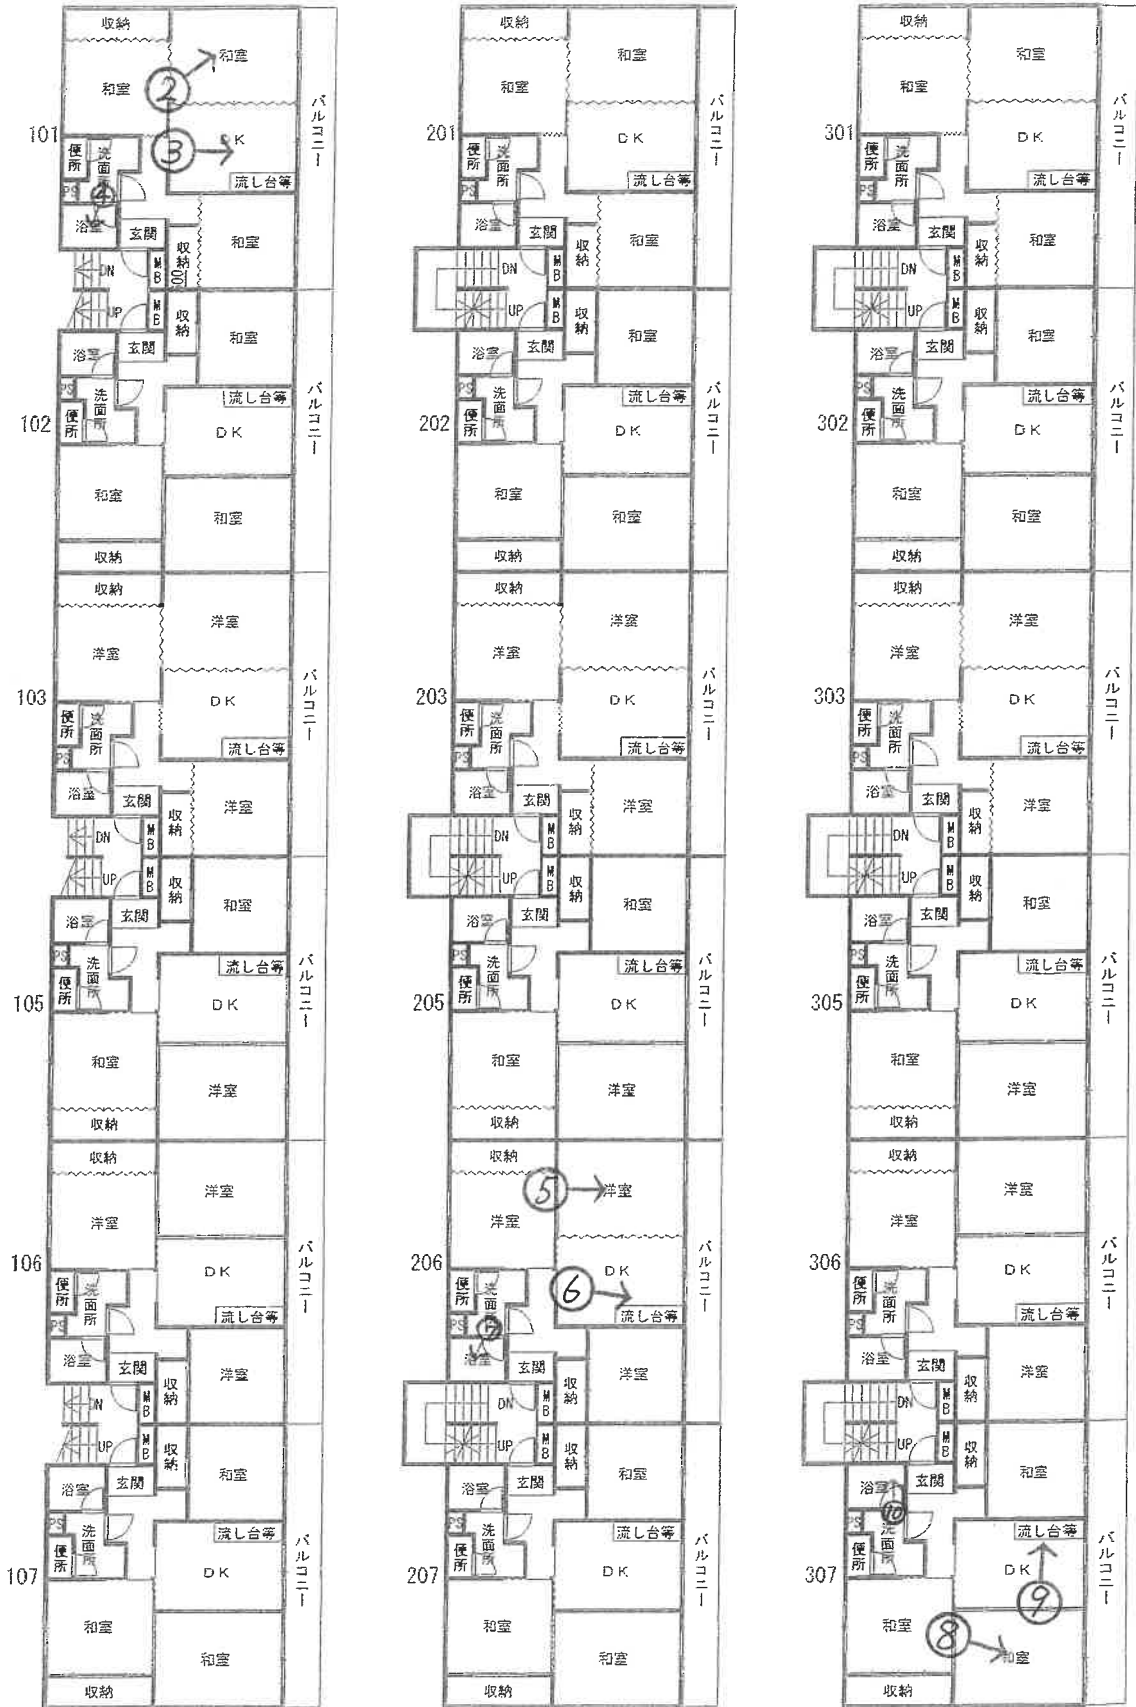 収納
和室
②
和室
101
③
DK
便所
洗面所
流し台等
PS
④
浴室
玄関
収納
和室
DN
MB
バルコニー
UP
MB
収納
和室
浴室
玄関
PS
洗面所
流し台等
102
便所
DK
和室
和室
収納
バルコニー
収納
洋室
洋室
103
DK
便所
洗面所
流し台等
PS
浴室
玄関
収納
洋室
DN
MB
バルコニー
UP
MB
収納
和室
浴室
玄関
PS
洗面所
流し台等
105
便所
DK
和室
洋室
収納
バルコニー
収納
洋室
洋室
106
DK
便所
洗面所
流し台等
PS
浴室
玄関
収納
洋室
DN
MB
バルコニー
UP
MB
収納
和室
浴室
玄関
PS
洗面所
流し台等
107
便所
DK
和室
和室
収納
バルコニー
収納
和室
和室
201
DK
便所
洗面所
流し台等
PS
浴室
玄関
収納
和室
DN
MB
バルコニー
UP
MB
収納
和室
浴室
玄関
PS
洗面所
流し台等
202
便所
DK
和室
和室
収納
バルコニー
収納
洋室
洋室
203
DK
便所
洗面所
流し台等
PS
浴室
玄関
収納
洋室
DN
MB
バルコニー
UP
MB
収納
和室
浴室
玄関
PS
洗面所
流し台等
205
便所
DK
和室
洋室
収納
バルコニー
収納
⑤
洋室
洋室
206
DK
⑥
便所
洗面所
流し台等
PS
⑦
浴室
玄関
収納
洋室
DN
MB
バルコニー
UP
MB
収納
和室
浴室
玄関
PS
洗面所
流し台等
207
便所
DK
和室
和室
収納
バルコニー
収納
和室
和室
301
DK
便所
洗面所
流し台等
PS
浴室
玄関
収納
和室
DN
MB
バルコニー
UP
MB
収納
和室
浴室
玄関
PS
洗面所
流し台等
302
便所
DK
和室
和室
収納
バルコニー
収納
洋室
洋室
303
DK
便所
洗面所
流し台等
PS
浴室
玄関
収納
洋室
DN
MB
バルコニー
UP
MB
収納
和室
浴室
玄関
PS
洗面所
流し台等
305
便所
DK
和室
洋室
収納
バルコニー
収納
洋室
洋室
306
DK
便所
洗面所
流し台等
PS
浴室
玄関
収納
洋室
DN
MB
バルコニー
UP
MB
収納
和室
浴室
玄関
⑩
PS
洗面所
流し台等
307
便所
DK
⑨
和室
⑧
和室
収納
バルコニー